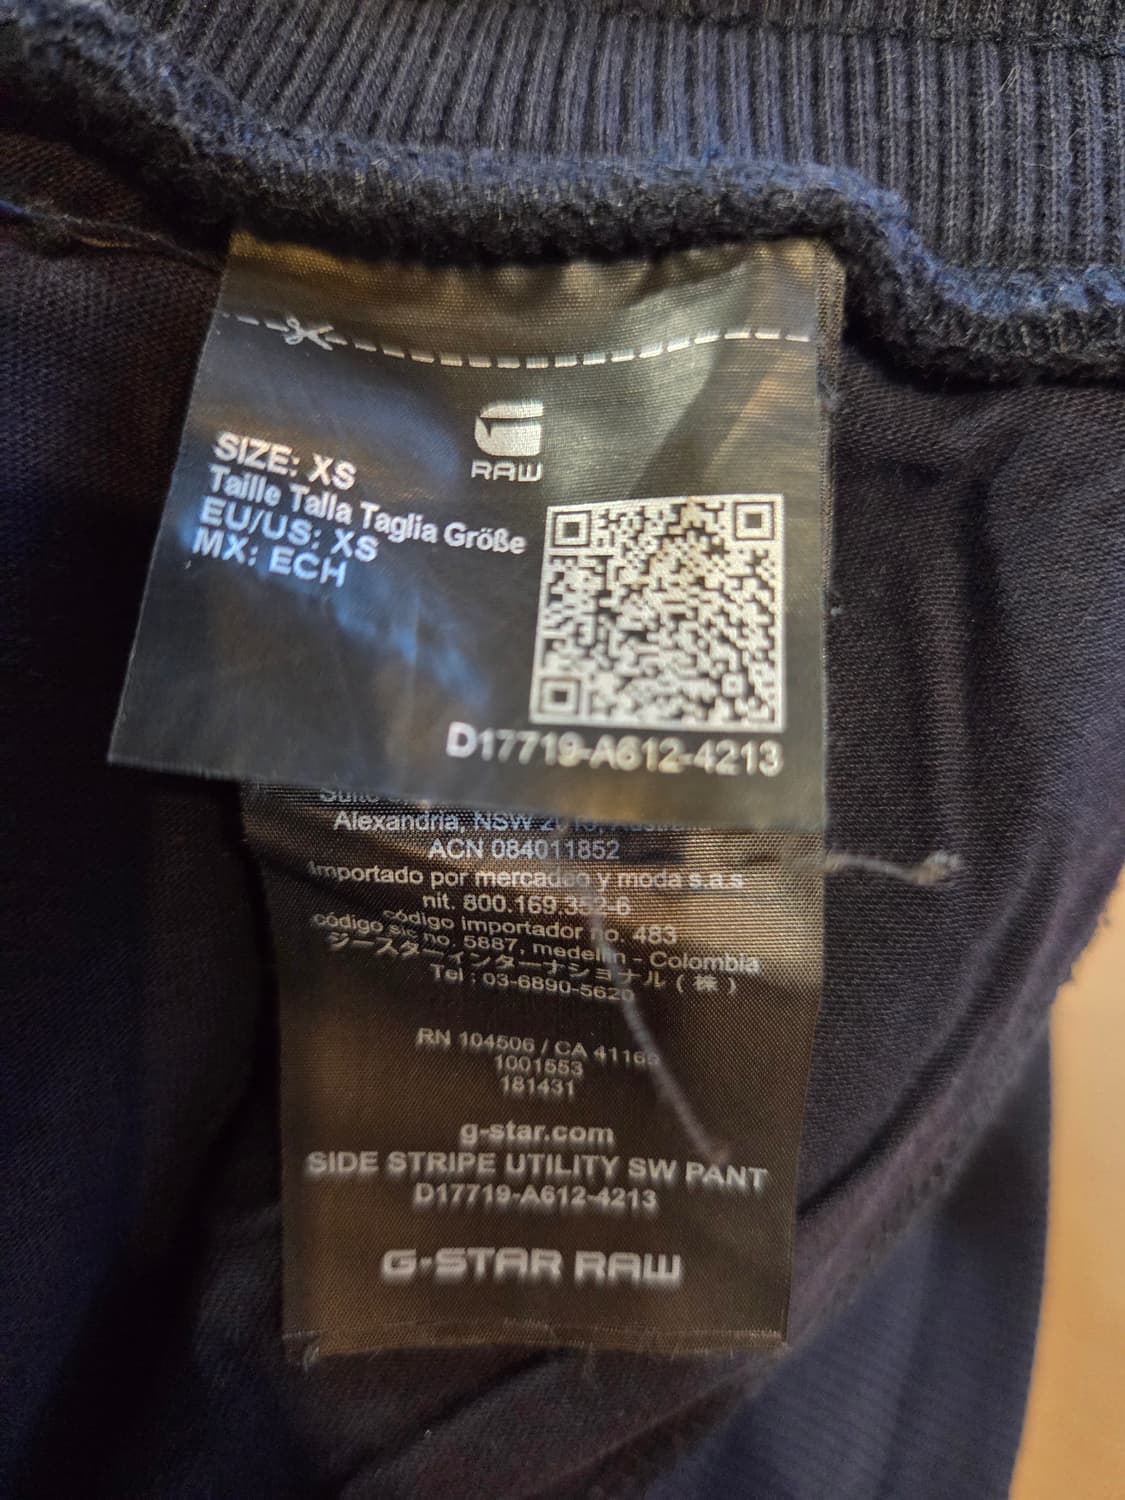 RAW
SIZE: XS
Taille Talla Taglia Größe
EU/US: XS
MX: ECH
D17719-A612-4213
Alexandria, NSW
ACN 084011852
Importado por mercadeo y moda s.a.s
nit. 800.169.352-6
código importador no. 483
código sic no. 5887, medellin - Colombia
ジースターインターナショナル(株)
Tel : 03-6890-5620
RN 104506 / CA 41165
1001553
181431
g-star.com
SIDE STRIPE UTILITY SW PANT
D17719-A612-4213
G-STAR RAW